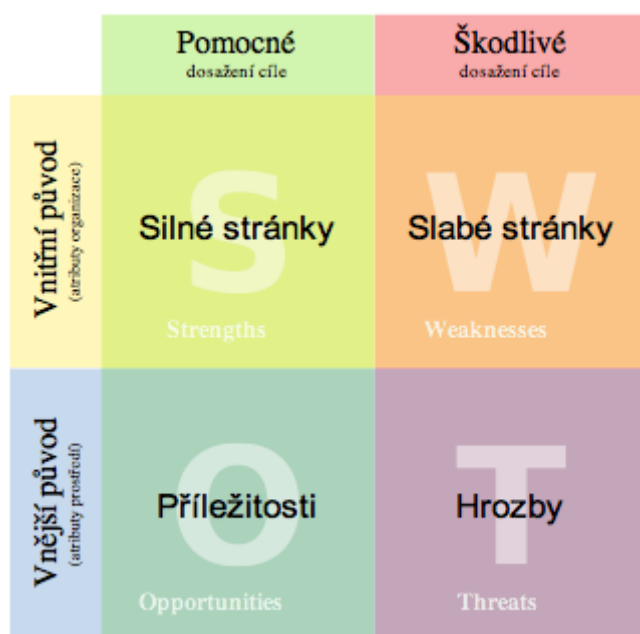 Pomocné
dosažení cíle
Škodlivé
dosažení cíle
Vnitřní původ
(atributy organizace)
S
Silné stránky
Strengths
W
Slabé stránky
Weaknesses
Vnější původ
(atributy prostředí)
O
Příležitosti
Opportunities
T
Hrozby
Threats